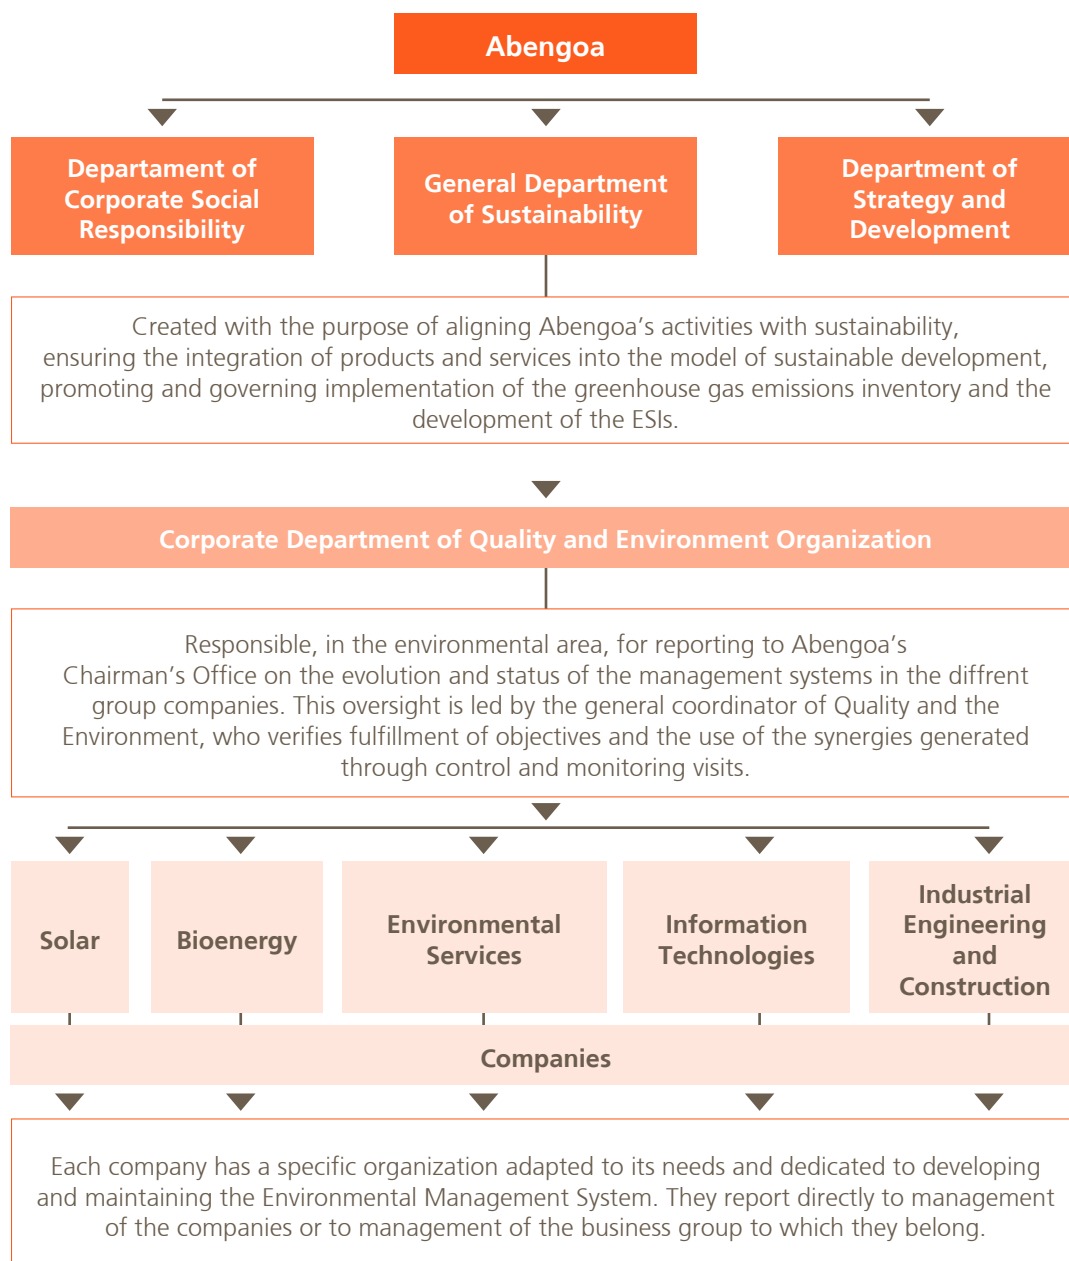 Abengoa
Departament of
Corporate Social
Responsibility
General Department
of Sustainability
Department of
Strategy and
Development
Created with the purpose of aligning Abengoa’s activities with sustainability,
ensuring the integration of products and services into the model of sustainable development,
promoting and governing implementation of the greenhouse gas emissions inventory and the
development of the ESIs.
Corporate Department of Quality and Environment Organization
Responsible, in the environmental area, for reporting to Abengoa’s
Chairman’s Office on the evolution and status of the management systems in the diffrent
group companies. This oversight is led by the general coordinator of Quality and the
Environment, who verifies fulfillment of objectives and the use of the synergies generated
through control and monitoring visits.
Solar
Bioenergy
Environmental
Services
Information
Technologies
Industrial
Engineering
and
Construction
Companies
Each company has a specific organization adapted to its needs and dedicated to developing
and maintaining the Environmental Management System. They report directly to management
of the companies or to management of the business group to which they belong.